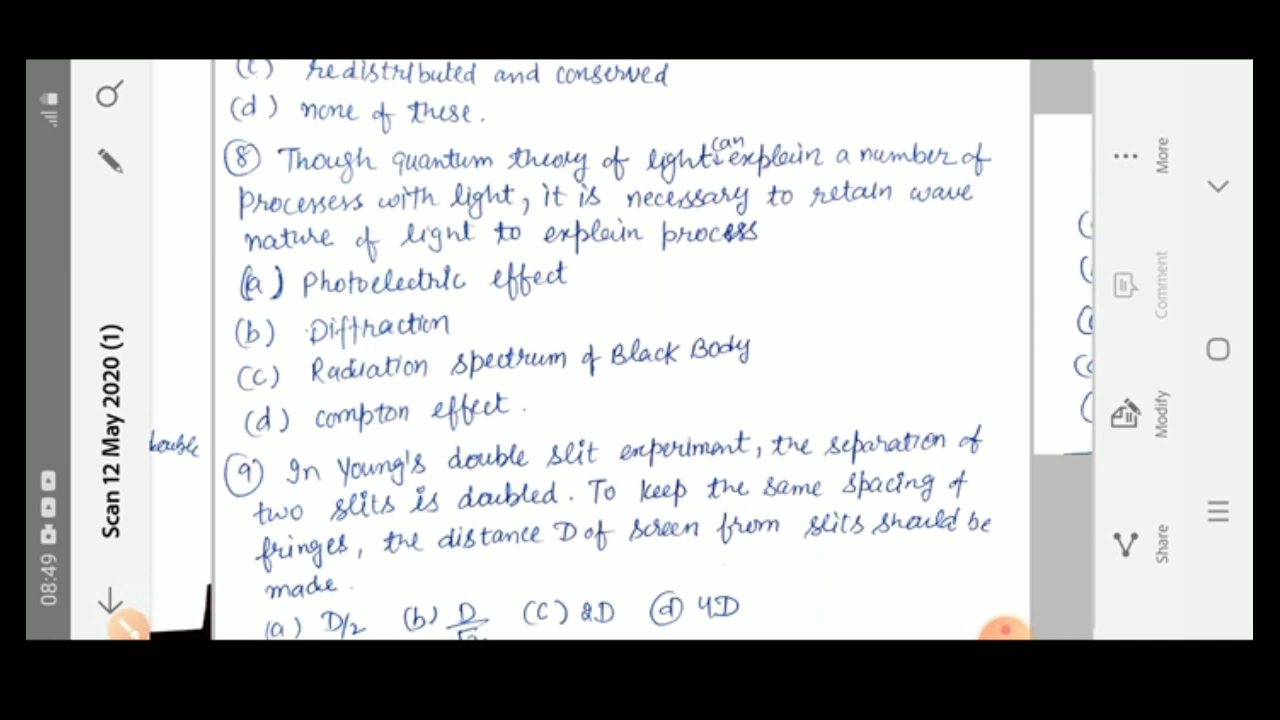 (c) redistributed and conserved
(d) none of these.
⑧ Though quantum theory of light can explain a number of
Processers with light, it is necessary to retain wave
nature of light to explain process
(a) Photoelectric effect
(b) Diffraction
(c) Radiation spectrum of Black Body
(d) compton effect.
⑨ In Young's double slit experiment, the separation of
two slits is doubled. To keep the same spacing of
fringes, the distance D of screen from slits should be
made.
(a) D/2 (b) D (c) 2D (d) 4D
double
Scan 12 May 2020 (1)
08:49
More
Comment
Modify
Share